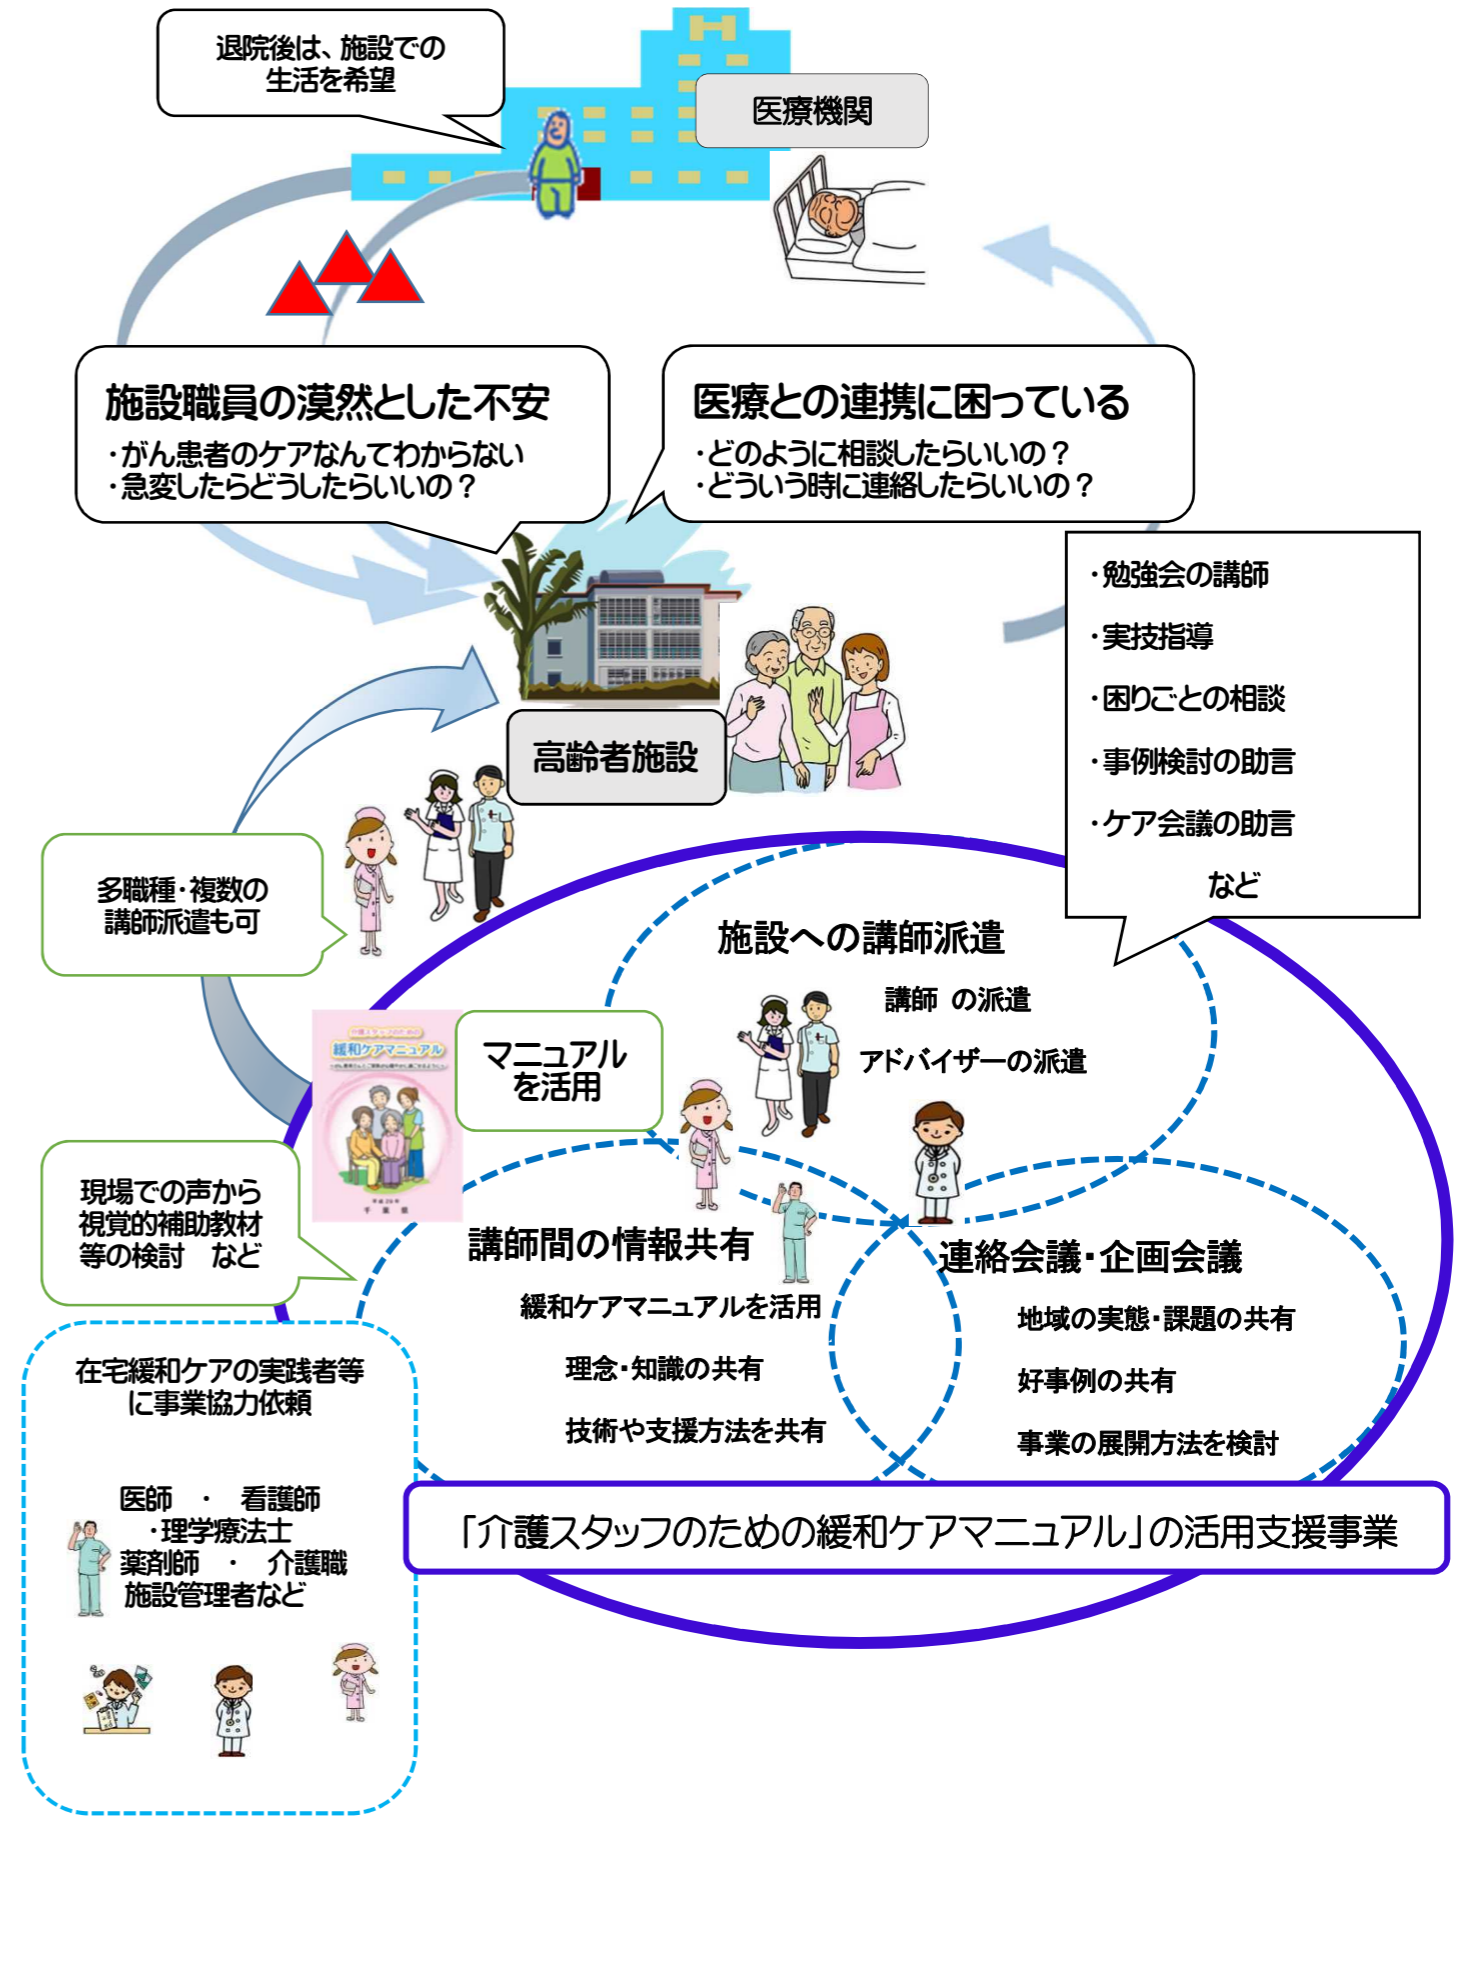 退院後は、施設での
生活を希望
H
医療機関
施設職員の漠然とした不安
・がん患者のケアなんてわからない
・急変したらどうしたらいいの？
医療との連携に困っている
・どのように相談したらいいの？
・どういう時に連絡したらいいの？
・勉強会の講師
・実技指導
・困りごとの相談
・事例検討の助言
・ケア会議の助言
など
高齢者施設
多職種・複数の
講師派遣も可
施設への講師派遣
講師 の派遣
アドバイザーの派遣
介護スタッフのための
緩和ケアマニュアル
千葉県
マニュアル
を活用
現場での声から
視覚的補助教材
等の検討　など
講師間の情報共有
緩和ケアマニュアルを活用
理念・知識の共有
技術や支援方法を共有
連絡会議・企画会議
地域の実態・課題の共有
好事例の共有
事業の展開方法を検討
在宅緩和ケアの実践者等
に事業協力依頼
医師　・　看護師
・理学療法士
薬剤師　・　介護職
施設管理者など
「介護スタッフのための緩和ケアマニュアル」の活用支援事業